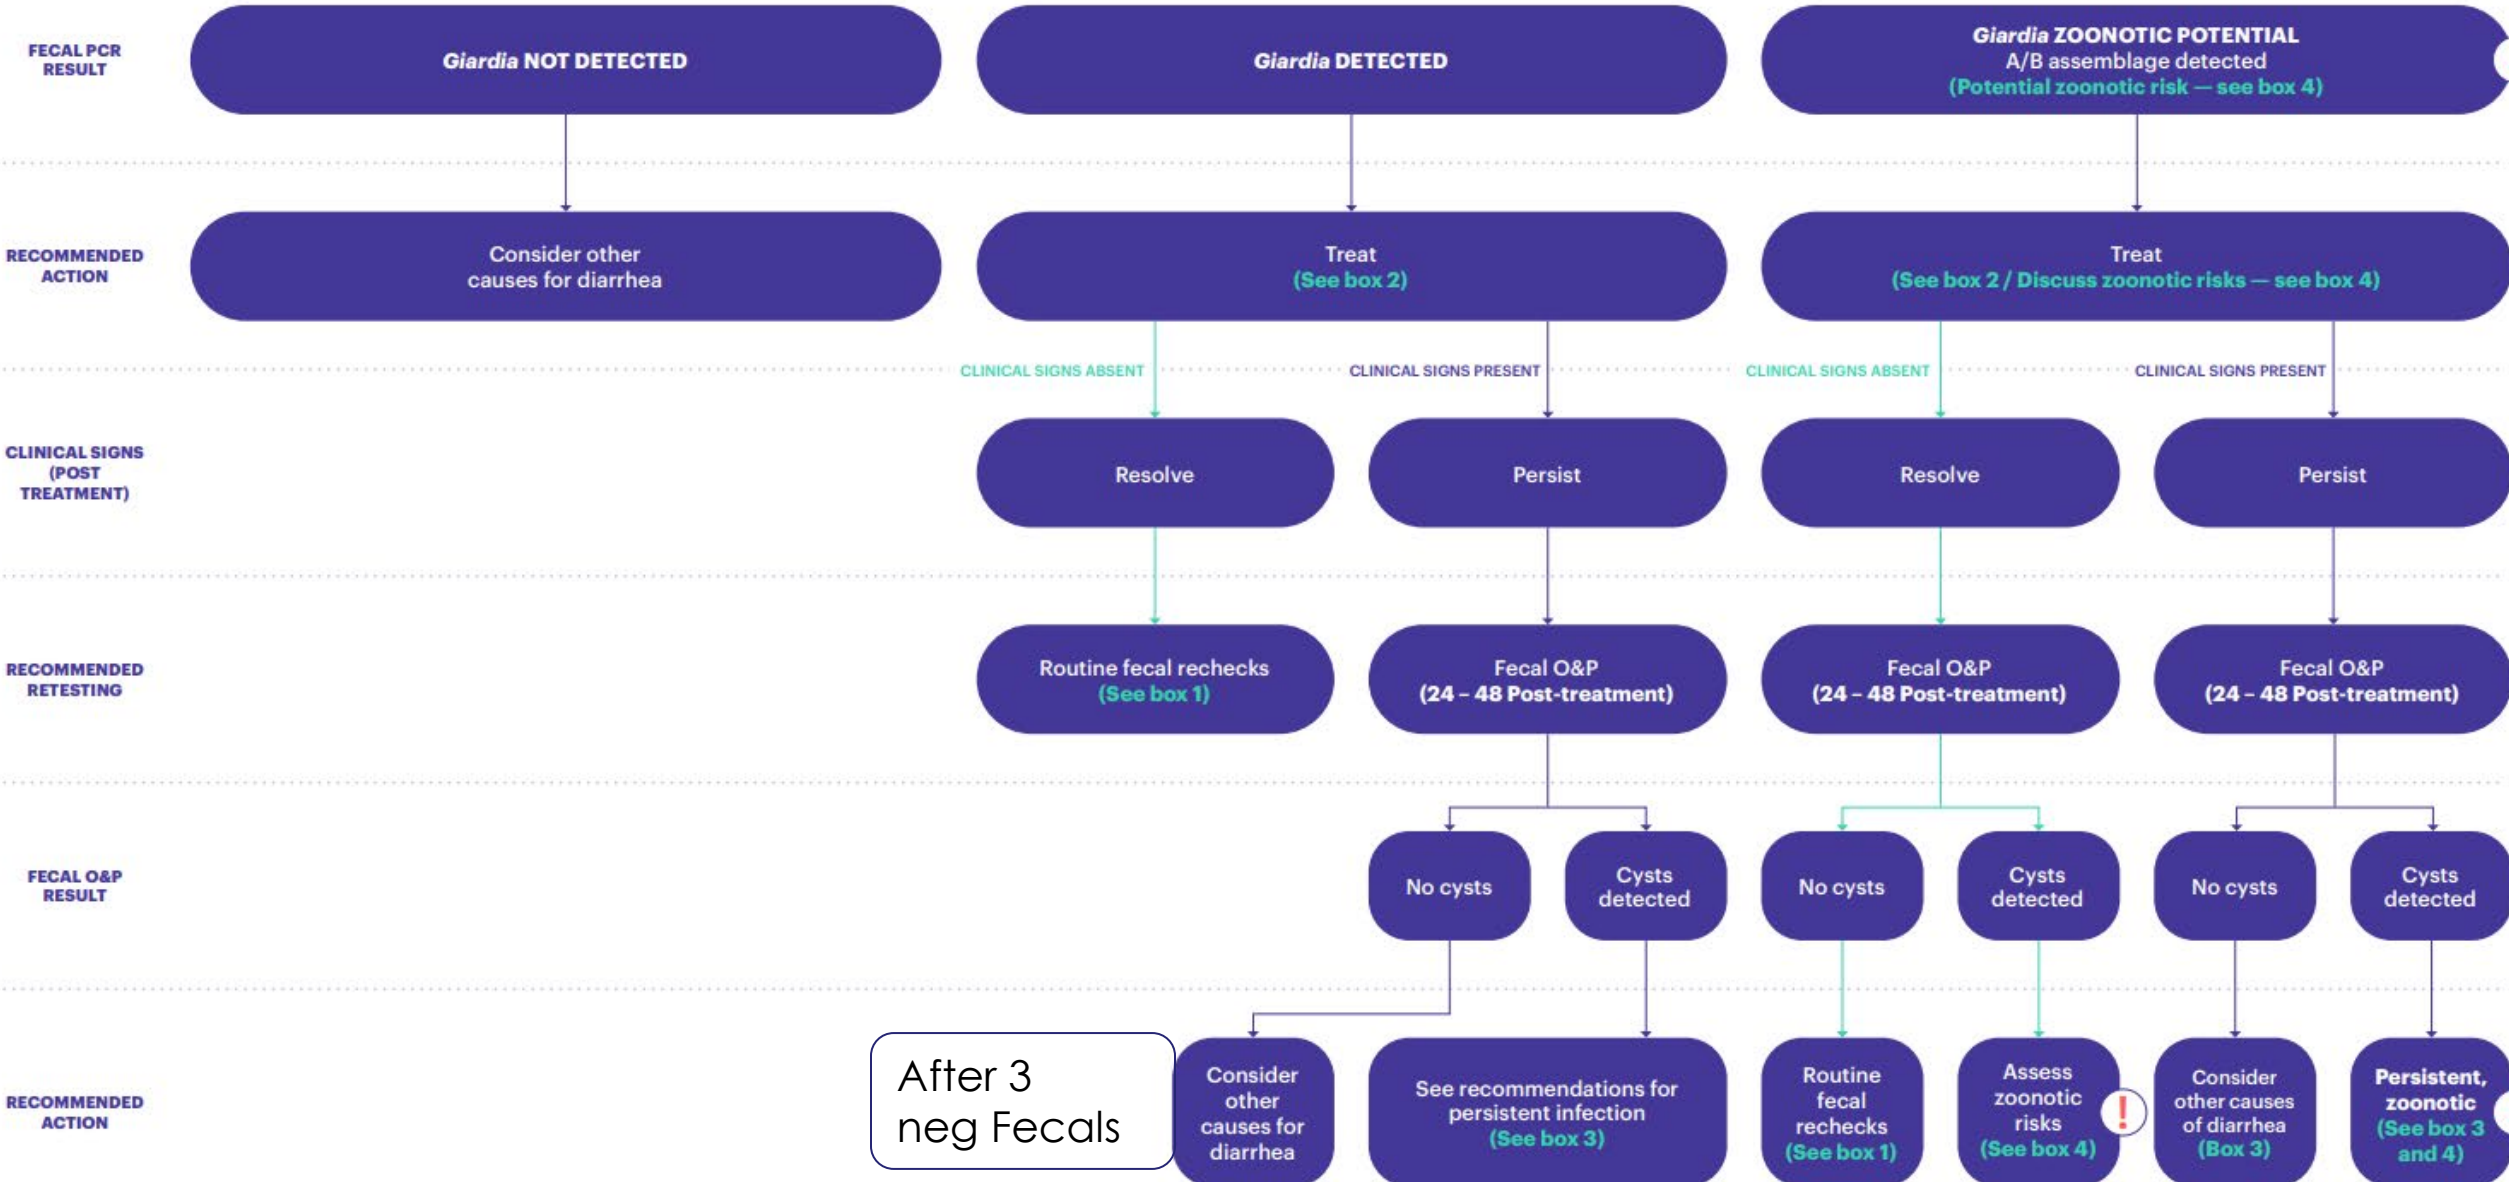 FECAL PCR
RESULT
Giardia NOT DETECTED
Giardia DETECTED
Giardia ZOONOTIC POTENTIAL
A/B assemblage detected
(Potential zoonotic risk — see box 4)
RECOMMENDED
ACTION
Consider other
causes for diarrhea
Treat
(See box 2)
Treat
(See box 2 / Discuss zoonotic risks — see box 4)
CLINICAL SIGNS ABSENT
CLINICAL SIGNS PRESENT
CLINICAL SIGNS ABSENT
CLINICAL SIGNS PRESENT
CLINICAL SIGNS
(POST
TREATMENT)
Resolve
Persist
Resolve
Persist
RECOMMENDED
RETESTING
Routine fecal rechecks
(See box 1)
Fecal O&P
(24 – 48 Post-treatment)
Fecal O&P
(24 – 48 Post-treatment)
Fecal O&P
(24 – 48 Post-treatment)
FECAL O&P
RESULT
No cysts
Cysts
detected
No cysts
Cysts
detected
No cysts
Cysts
detected
RECOMMENDED
ACTION
After 3
neg Fecals
Consider
other
causes for
diarrhea
See recommendations for
persistent infection
(See box 3)
Routine
fecal
rechecks
(See box 1)
Assess
zoonotic
risks
(See box 4)
!
Consider
other causes
of diarrhea
(Box 3)
Persistent,
zoonotic
(See box 3
and 4)